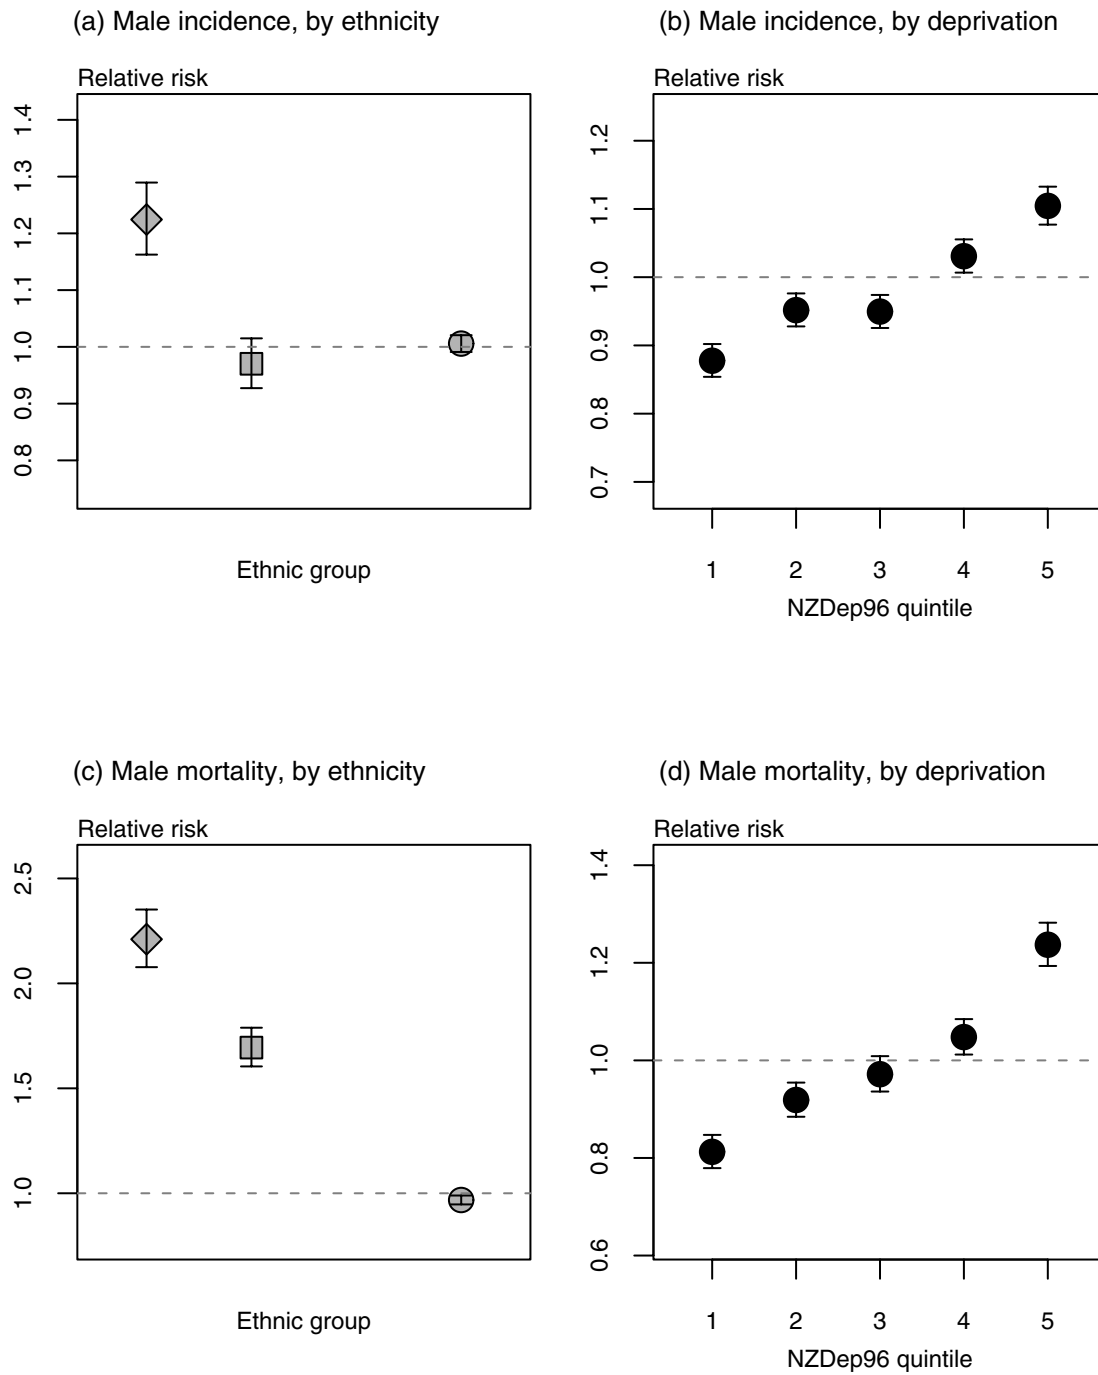 (a) Male incidence, by ethnicity
Relative risk
1.4
1.3
1.2
1.1
1.0
0.9
0.8
Ethnic group
(b) Male incidence, by deprivation
Relative risk
1.2
1.1
1.0
0.9
0.8
0.7
1 2 3 4 5
NZDep96 quintile
(c) Male mortality, by ethnicity
Relative risk
2.5
2.0
1.5
1.0
Ethnic group
(d) Male mortality, by deprivation
Relative risk
1.4
1.2
1.0
0.8
0.6
1 2 3 4 5
NZDep96 quintile